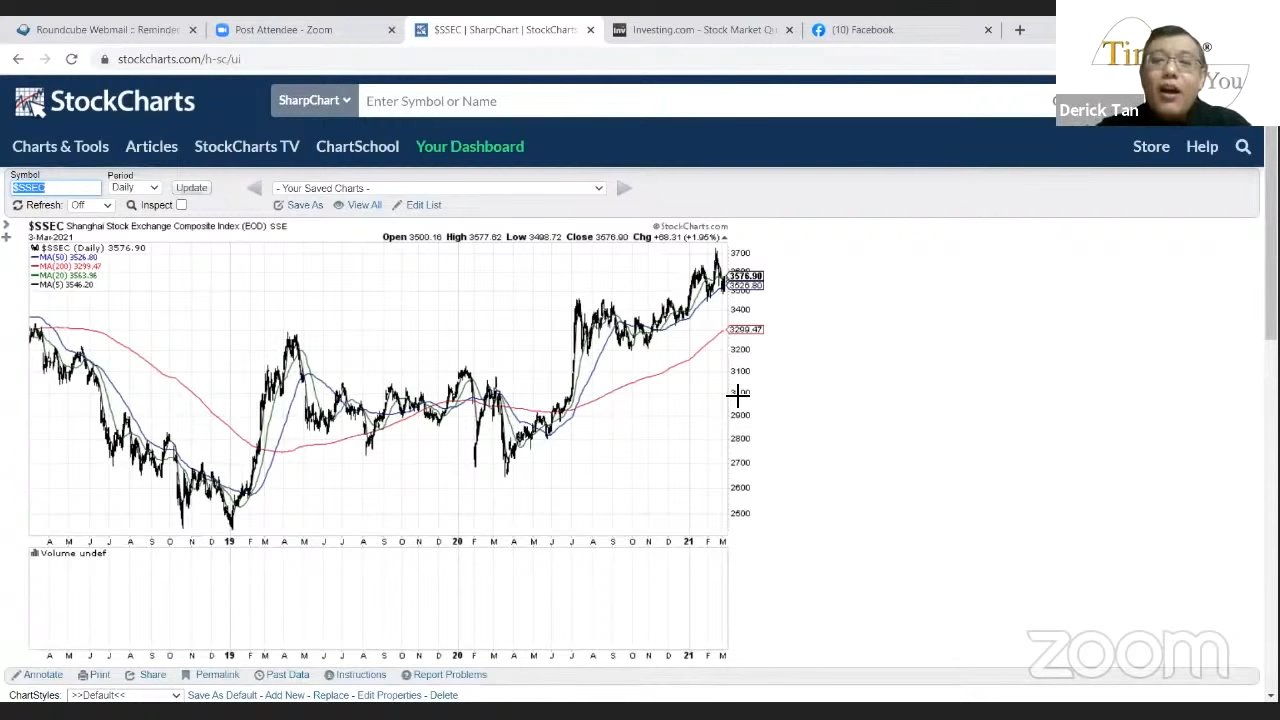 Roundcube Webmail :: Reminder
Post Attendee - Zoom
$SSEC | SharpChart | StockCharts
Investing.com - Stock Market Qu
(10) Facebook
stockcharts.com/h-sc/ui
StockCharts
SharpChart
Enter Symbol or Name
Tim
®
You
Derick Tan
Charts & Tools Articles StockCharts TV ChartSchool Your Dashboard
Store Help
Symbol Period
$SSEC Daily Update - Your Saved Charts -
Refresh: Off Inspect Save As View All Edit List
$SSEC Shanghai Stock Exchange Composite Index (EOD) SSE © StockCharts.com
3-Mar-2021 Open 3500.16 High 3577.62 Low 3498.72 Close 3576.90 Chg +68.31 (+1.95%)
$SSEC (Daily) 3576.90
MA(50) 3526.80
MA(200) 3299.47
MA(20) 3563.96
MA(5) 3546.20
3700
3576.90
3526.80
3400
3299.47
3200
3100
2900
2800
2700
2600
2500
A M J J A S O N D 19 F M A M J J A S O N D 20 F M A M J J A S O N D 21 F M
Volume undef
A M J J A S O N D 19 F M A M J J A S O N D 20 F M A M J J A S O N D 21 F M
zoom
Annotate Print Share Permalink Past Data Instructions Report Problems
ChartStyles: >>Default<< Save As Default - Add New - Replace - Edit Properties - Delete